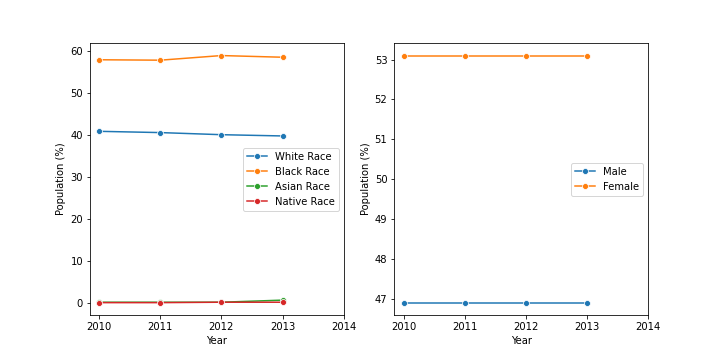 60
50
40
30
20
10
0
Population (%)
2010 2011 2012 2013 2014
Year
White Race
Black Race
Asian Race
Native Race
53
52
51
50
49
48
47
Population (%)
2010 2011 2012 2013 2014
Year
Male
Female